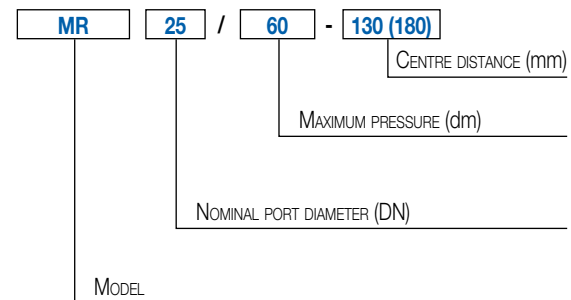 MR 25 / 60 - 130 (180)
CENTRE DISTANCE (mm)
MAXIMUM PRESSURE (dm)
NOMINAL PORT DIAMETER (DN)
MODEL